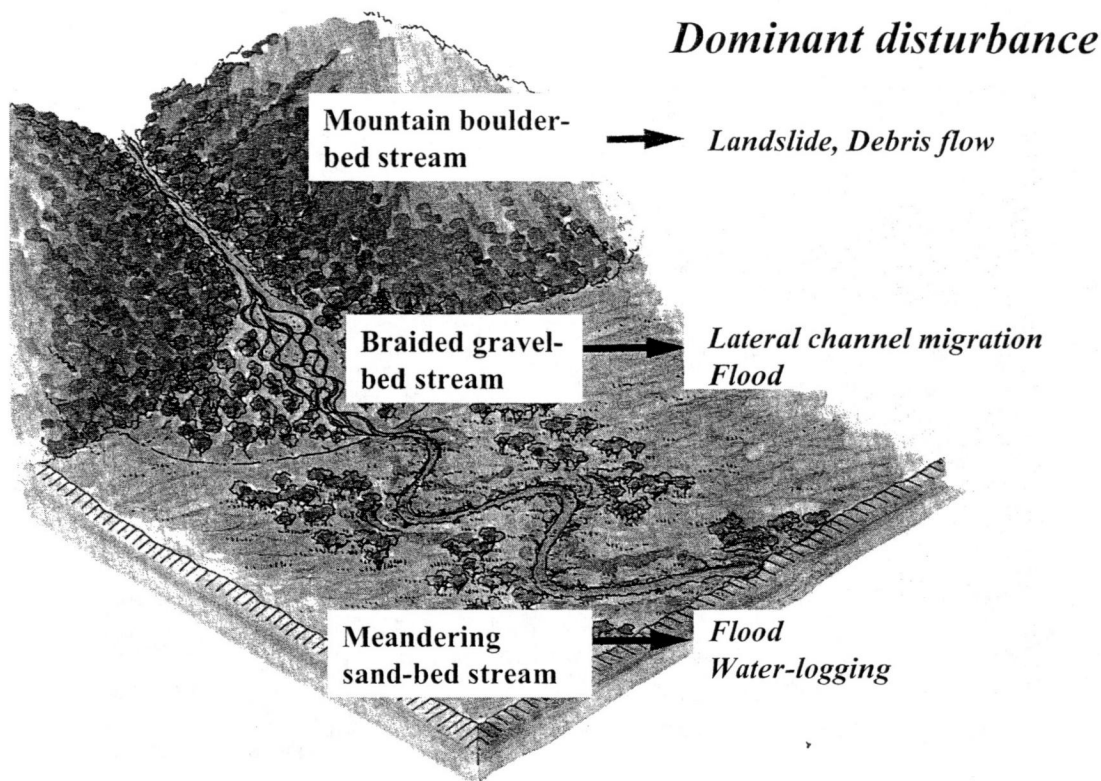 Dominant disturbance
Mountain boulder-
bed stream
Landslide, Debris flow
Braided gravel-
bed stream
Lateral channel migration
Flood
Meandering
sand-bed stream
Flood
Water-logging